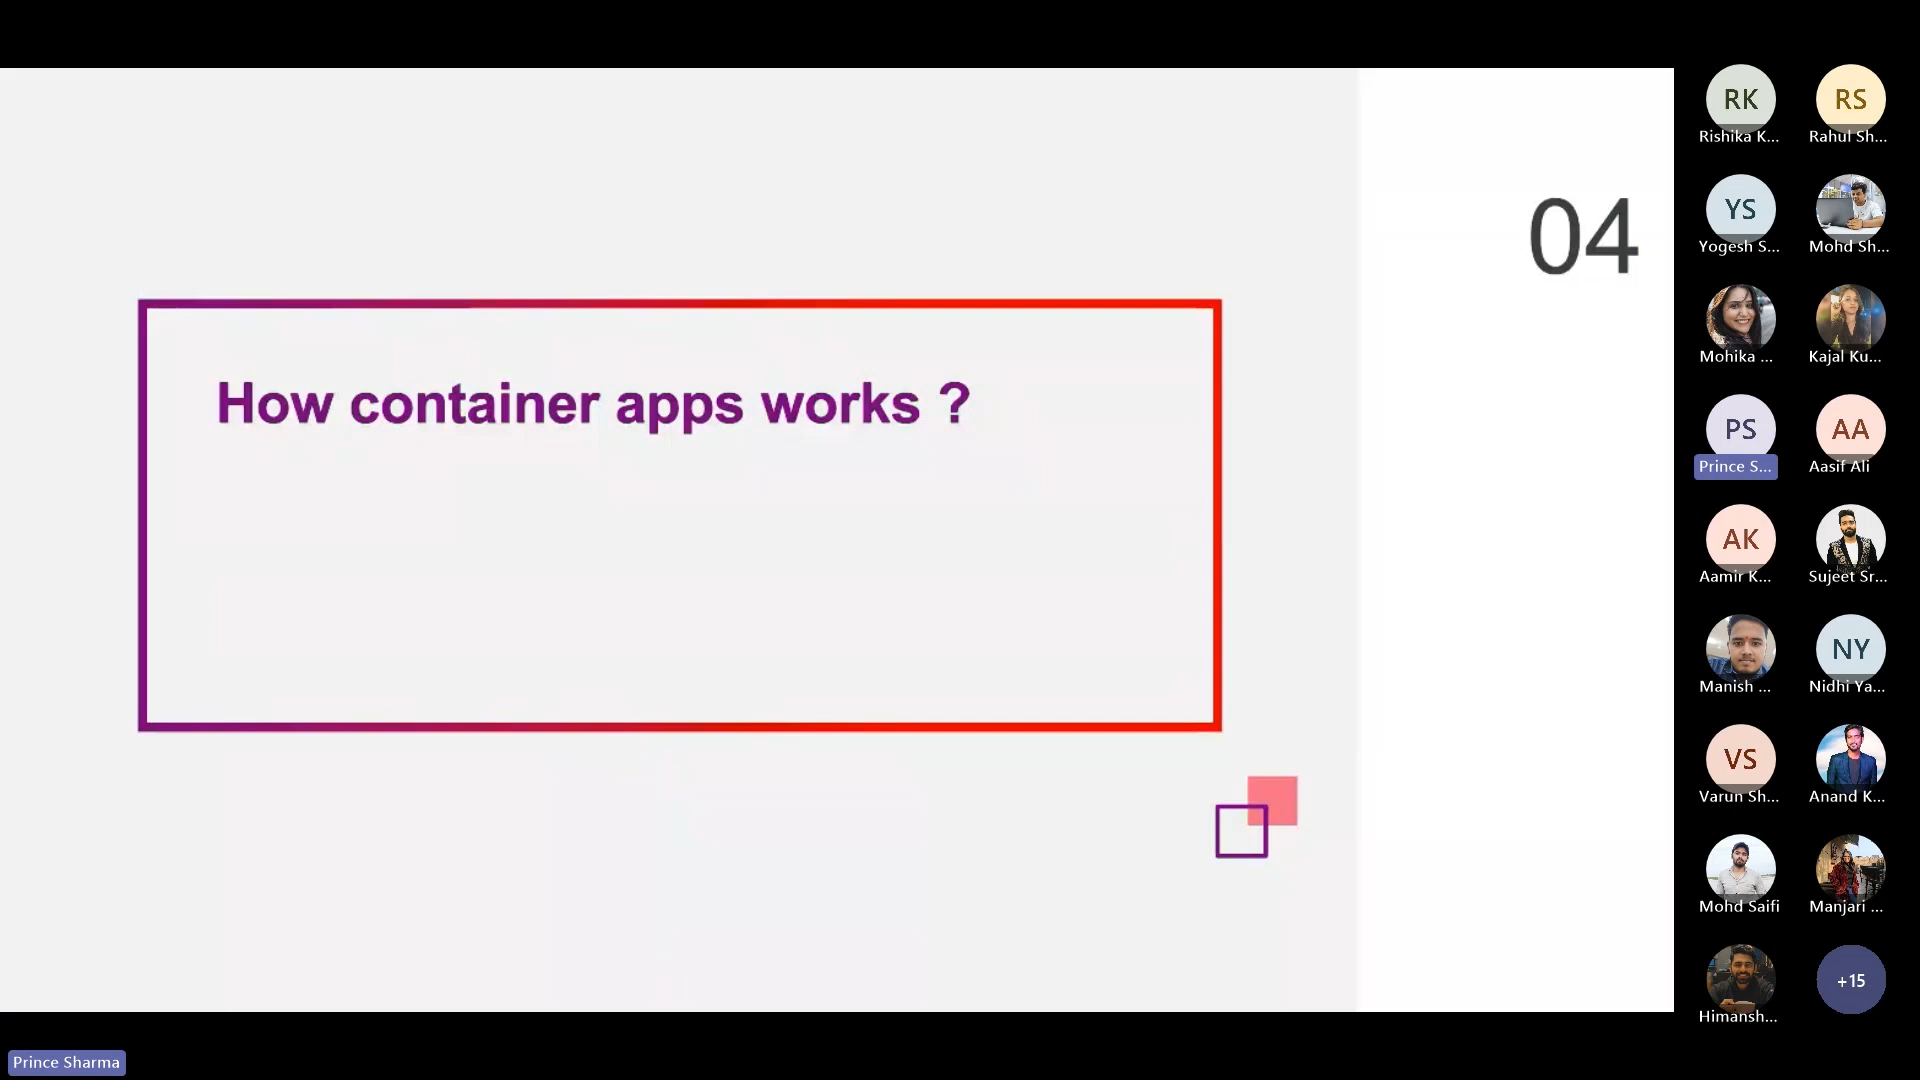 04
How container apps works ?
RK
Rishika K...
RS
Rahul Sh...
YS
Yogesh S...
Mohd Sh...
Mohika ...
Kajal Ku...
PS
Prince S...
AA
Aasif Ali
AK
Aamir K...
Sujeet Sr...
Manish ...
NY
Nidhi Ya...
VS
Varun Sh...
Anand K...
Mohd Saifi
Manjari ...
Himansh...
+15
Prince Sharma